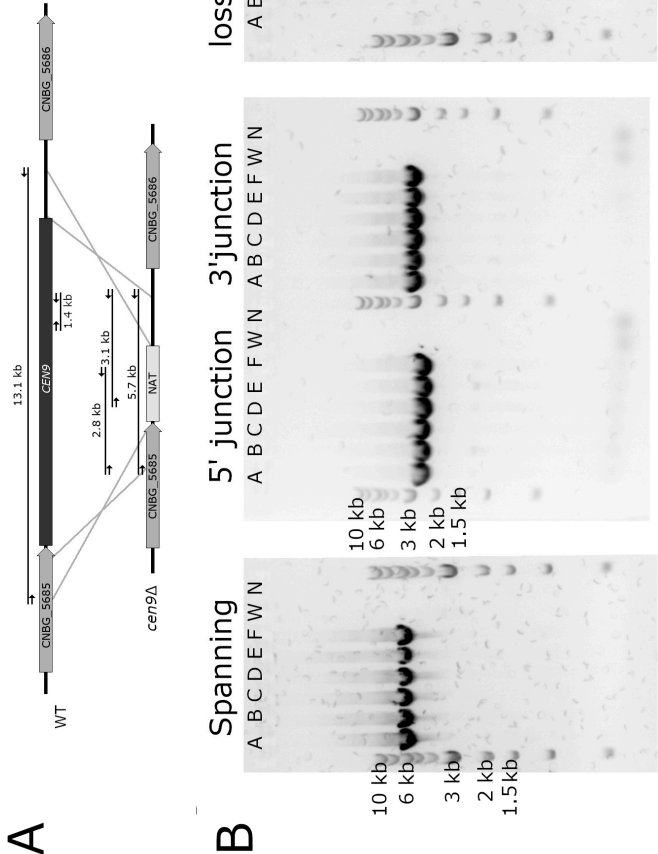 A
13.1 kb
CNBG_5685
CEN9
CNBG_5686
WT
1.4 kb
2.8 kb
3.1 kb
5.7 kb
CNBG_5685
NAT
CNBG_5686
cen9Δ
B
Spanning
A B C D E F W N
10 kb
6 kb
3 kb
2 kb
1.5kb
5' junction
A B C D E F W N
10 kb
6 kb
3 kb
2 kb
1.5 kb
3'junction
A B C D E F W N
loss
A B